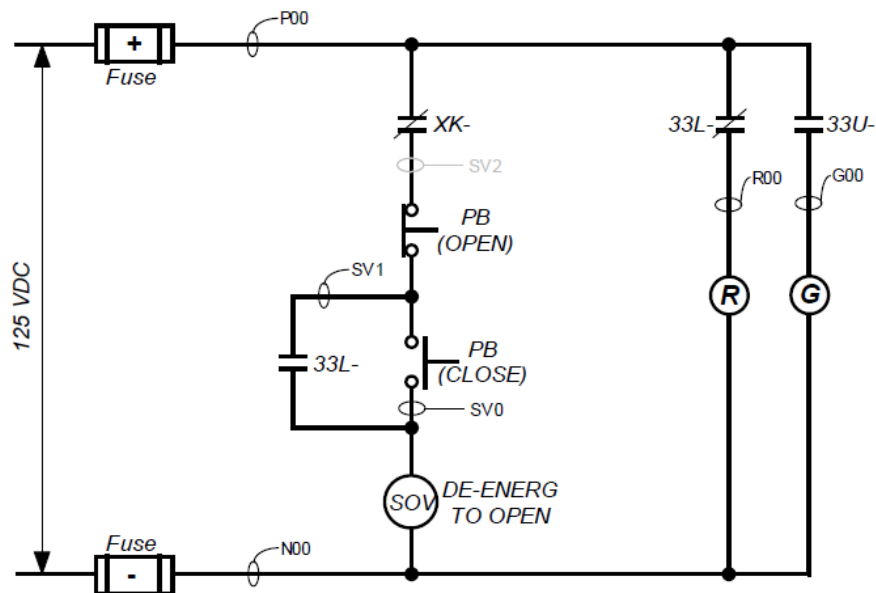 P00
+
Fuse
XK-
33L-
33U-
SV2
R00
G00
PB
(OPEN)
SV1
125 VDC
R
G
33L-
PB
(CLOSE)
SV0
SOV
DE-ENERG
TO OPEN
Fuse
N00
-